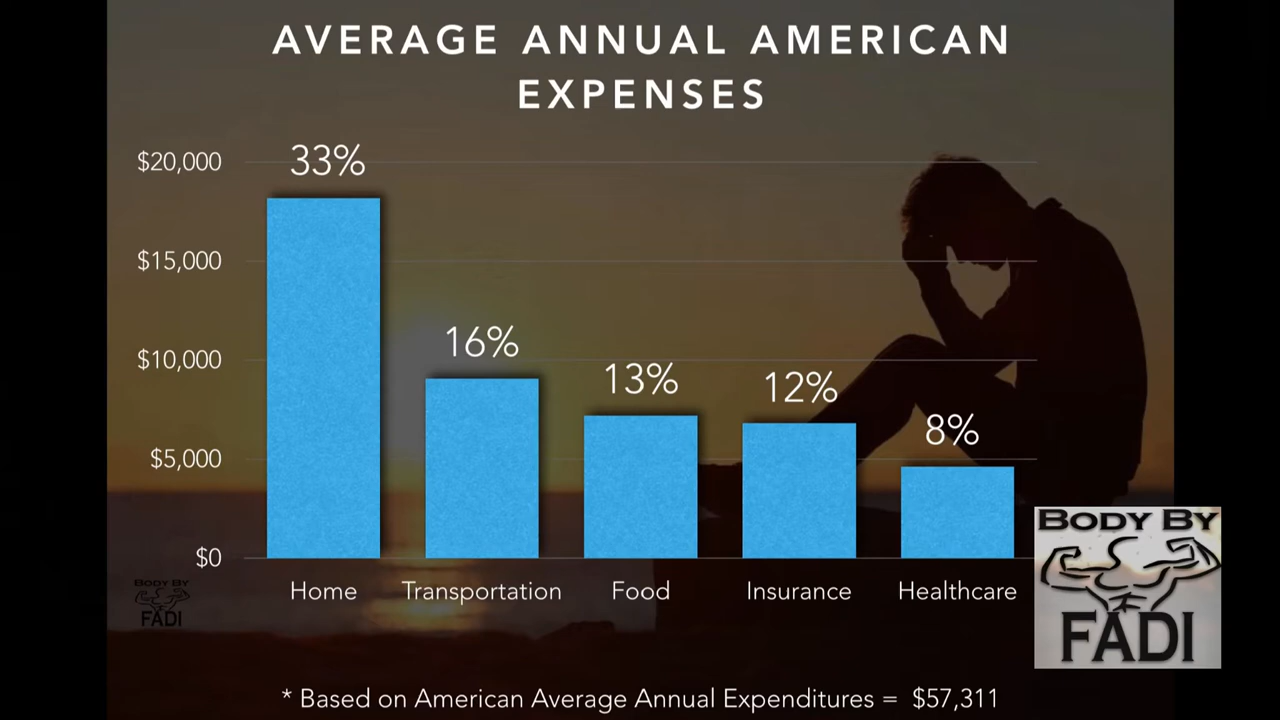 AVERAGE ANNUAL AMERICAN
EXPENSES
$20,000
33%
$15,000
16%
$10,000
13%
12%
8%
$5,000
$0
Home
Transportation
Food
Insurance
Healthcare
BODY BY
FADI
BODY BY
FADI
* Based on American Average Annual Expenditures = $57,311